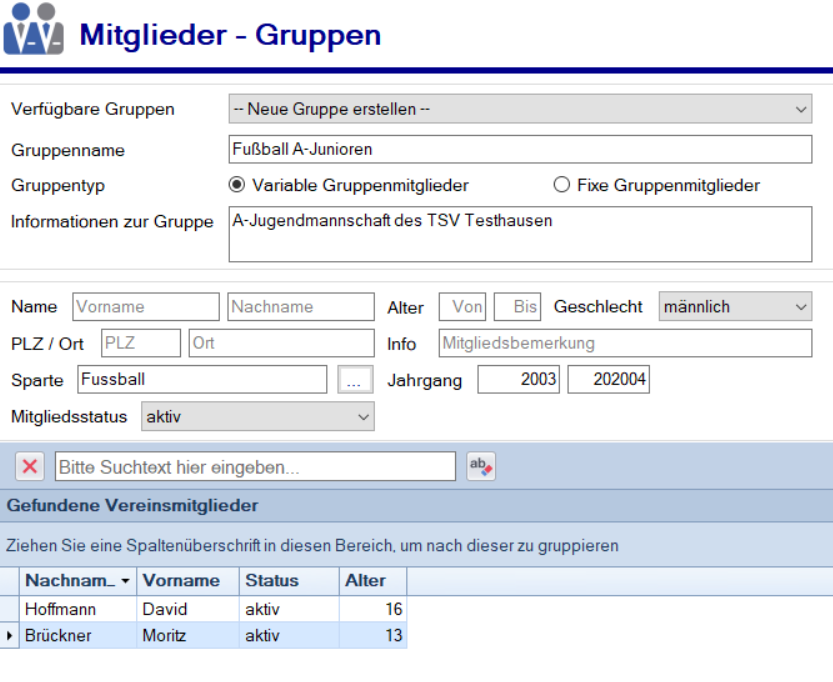 Mitglieder - Gruppen
Verfügbare Gruppen -- Neue Gruppe erstellen --
Gruppenname Fußball A-Junioren
Gruppentyp Variable Gruppenmitglieder Fixe Gruppenmitglieder
Informationen zur Gruppe A-Jugendmannschaft des TSV Testhausen
Name Vorname Nachname Alter Von Bis Geschlecht männlich
PLZ / Ort PLZ Ort Info Mitgliedsbemerkung
Sparte Fussball ... Jahrgang 2003 202004
Mitgliedsstatus aktiv
Bitte Suchtext hier eingeben... ab
Gefundene Vereinsmitglieder
Ziehen Sie eine Spaltenüberschrift in diesen Bereich, um nach dieser zu gruppieren
Nachnam... Vorname Status Alter
Hoffmann David aktiv 16
Brückner Moritz aktiv 13